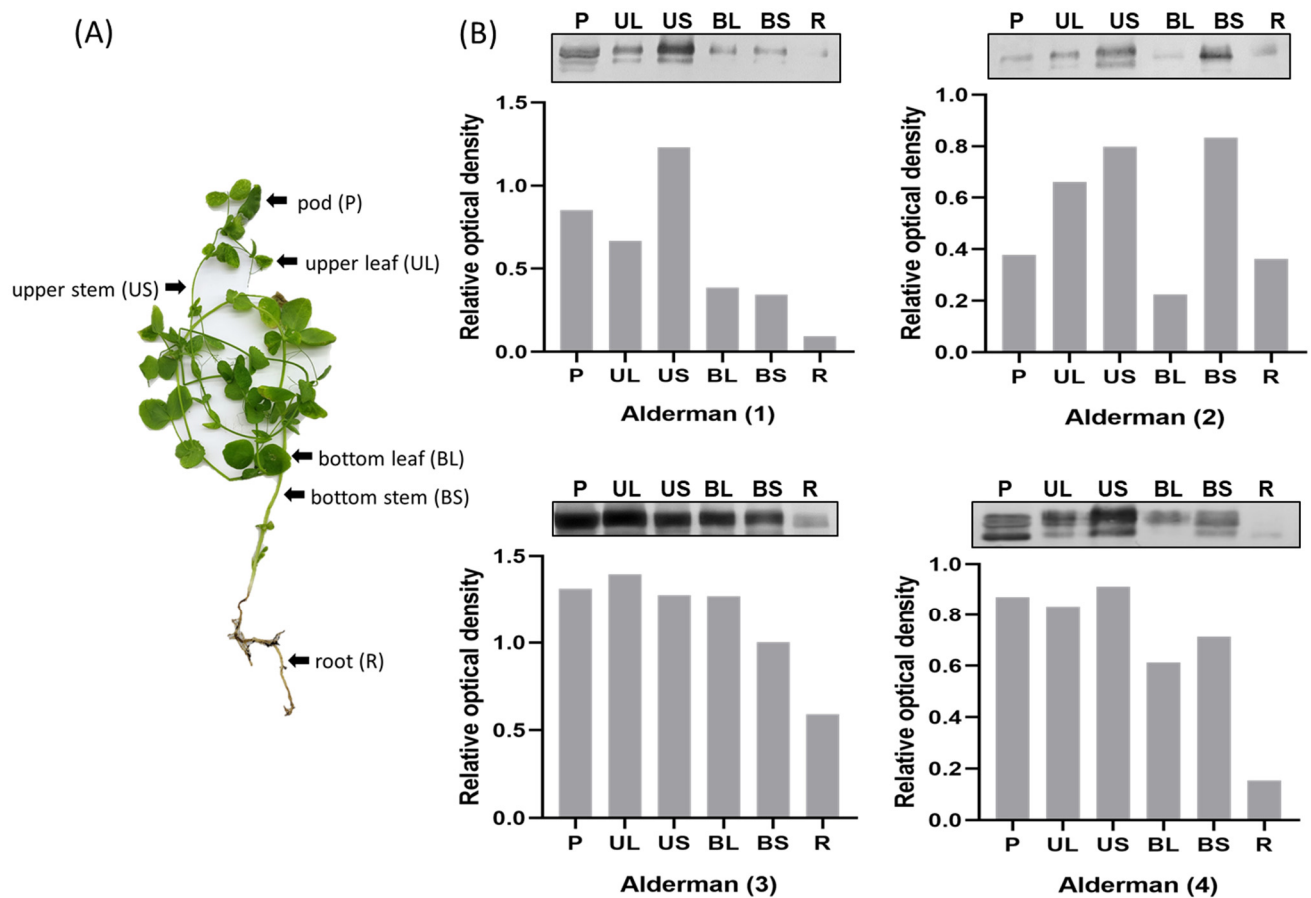 (A)
pod (P)
upper leaf (UL)
upper stem (US)
bottom leaf (BL)
bottom stem (BS)
root (R)
(B)
P UL US BL BS R
Relative optical density
1.5
1.0
0.5
0.0
P UL US BL BS R
Alderman (1)
P UL US BL BS R
Relative optical density
1.0
0.8
0.6
0.4
0.2
0.0
P UL US BL BS R
Alderman (2)
P UL US BL BS R
Relative optical density
1.5
1.0
0.5
0.0
P UL US BL BS R
Alderman (3)
P UL US BL BS R
Relative optical density
1.0
0.8
0.6
0.4
0.2
0.0
P UL US BL BS R
Alderman (4)